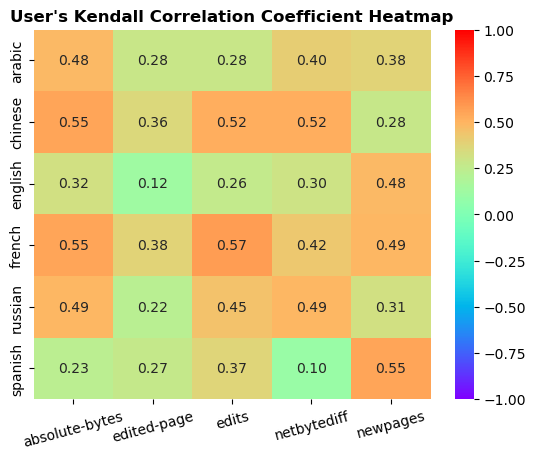 User's Kendall Correlation Coefficient Heatmap
arabic 0.48 0.28 0.28 0.40 0.38
chinese 0.55 0.36 0.52 0.52 0.28
english 0.32 0.12 0.26 0.30 0.48
french 0.55 0.38 0.57 0.42 0.49
russian 0.49 0.22 0.45 0.49 0.31
spanish 0.23 0.27 0.37 0.10 0.55
absolute-bytes edited-page edits netbytediff newpages
1.00
0.75
0.50
0.25
0.00
−0.25
−0.50
−0.75
−1.00